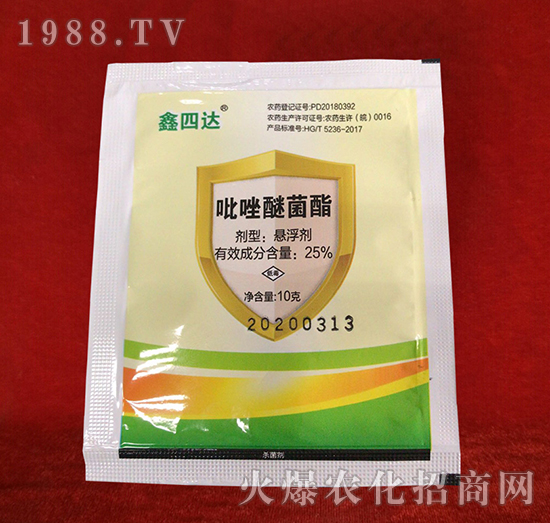 1988.TV
鑫四达®
农药登记证号:PD20180392
农药生产许可证号:农药生许(皖)0016
产品标准号:HG/T 5236-2017
吡唑醚菌酯
剂型：悬浮剂
有效成分含量：25%
低毒
净含量:10克
20200313
杀菌剂
火爆农化招商网